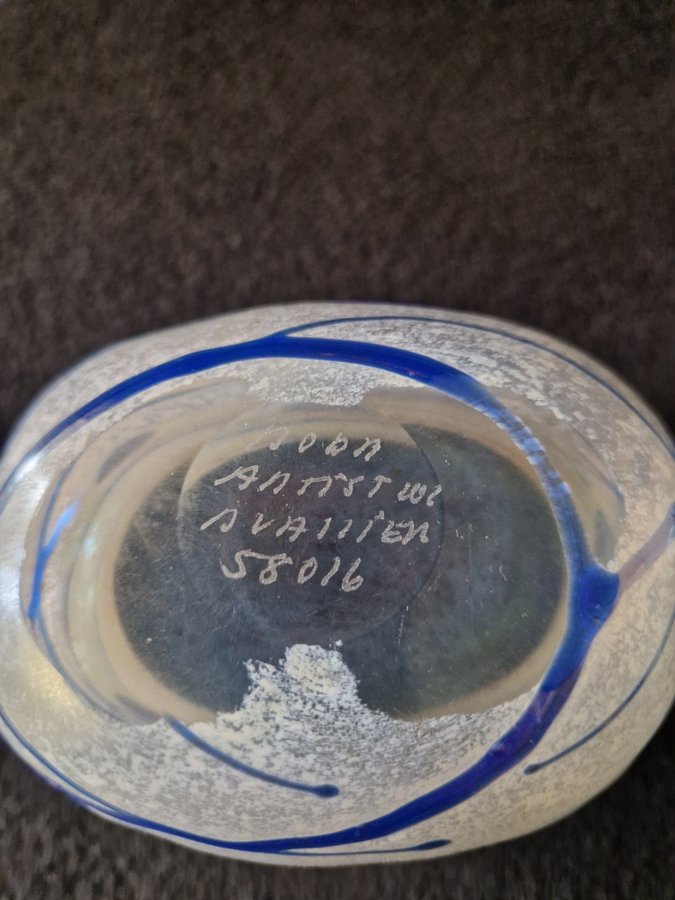 BODA
ARTIST COL
B VALLIEN
58016